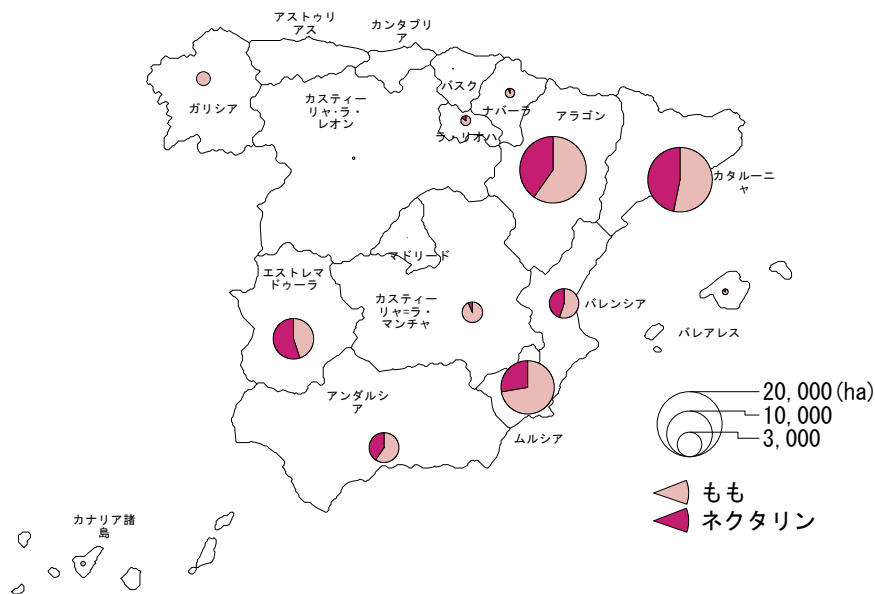 アストゥリ
アス
カンタブリ
ア
バスク
ナバーラ
ガリシア
カスティー
リャ・ラ・
レオン
ラ・リオハ
アラゴン
カタルーニ
ャ
マドリード
エストレマ
ドゥーラ
カスティー
リャ=ラ・
マンチャ
バレンシア
バレアレス
アンダルシ
ア
ムルシア
カナリア諸
島
20,000(ha)
10,000
3,000
もも
ネクタリン